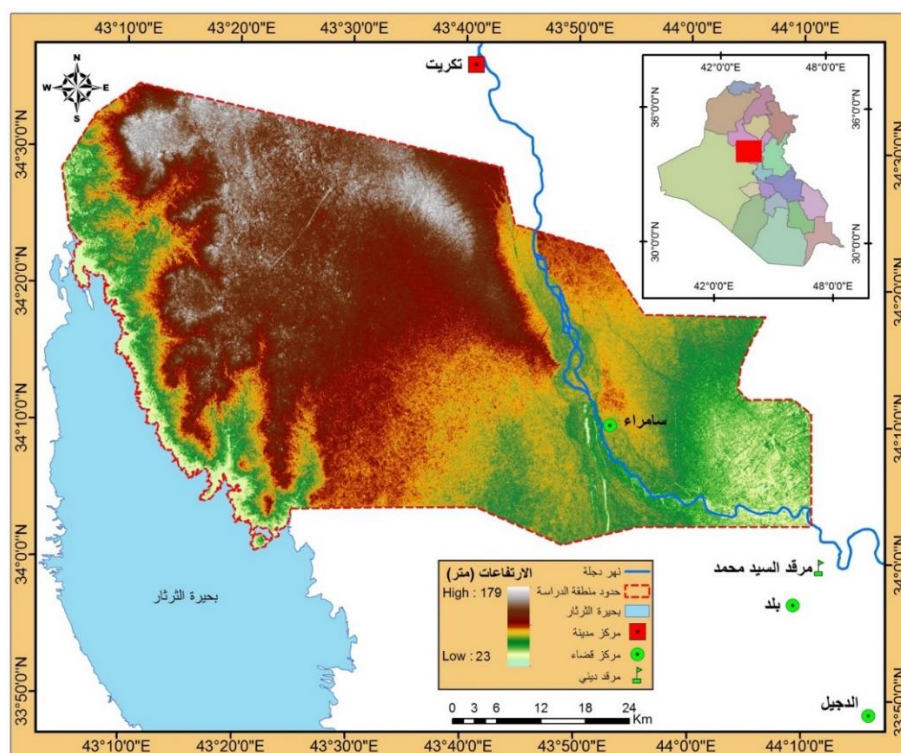 43°10'0"E 43°20'0"E 43°30'0"E 43°40'0"E 43°50'0"E 44°0'0"E 44°10'0"E
N
W E
S
تكريت
42°0'0"E 48°0'0"E
36°0'0"N 36°0'0"N
30°0'0"N 30°0'0"N
42°0'0"E 48°0'0"E
34°30'0"N 34°30'0"N
34°20'0"N 34°20'0"N
34°10'0"N 34°10'0"N
سامراء
34°0'0"N 34°0'0"N
مرقد السيد محمد
بلد
بحيرة الثرثار
الارتفاعات (متر)
High : 179
Low : 23
نهر دجلة
حدود منطقة الدراسة
بحيرة الثرثار
مركز مدينة
مركز قضاء
مرقد ديني
الدجيل
33°50'0"N 33°50'0"N
0 3 6 12 18 24
Km
43°10'0"E 43°20'0"E 43°30'0"E 43°40'0"E 43°50'0"E 44°0'0"E 44°10'0"E